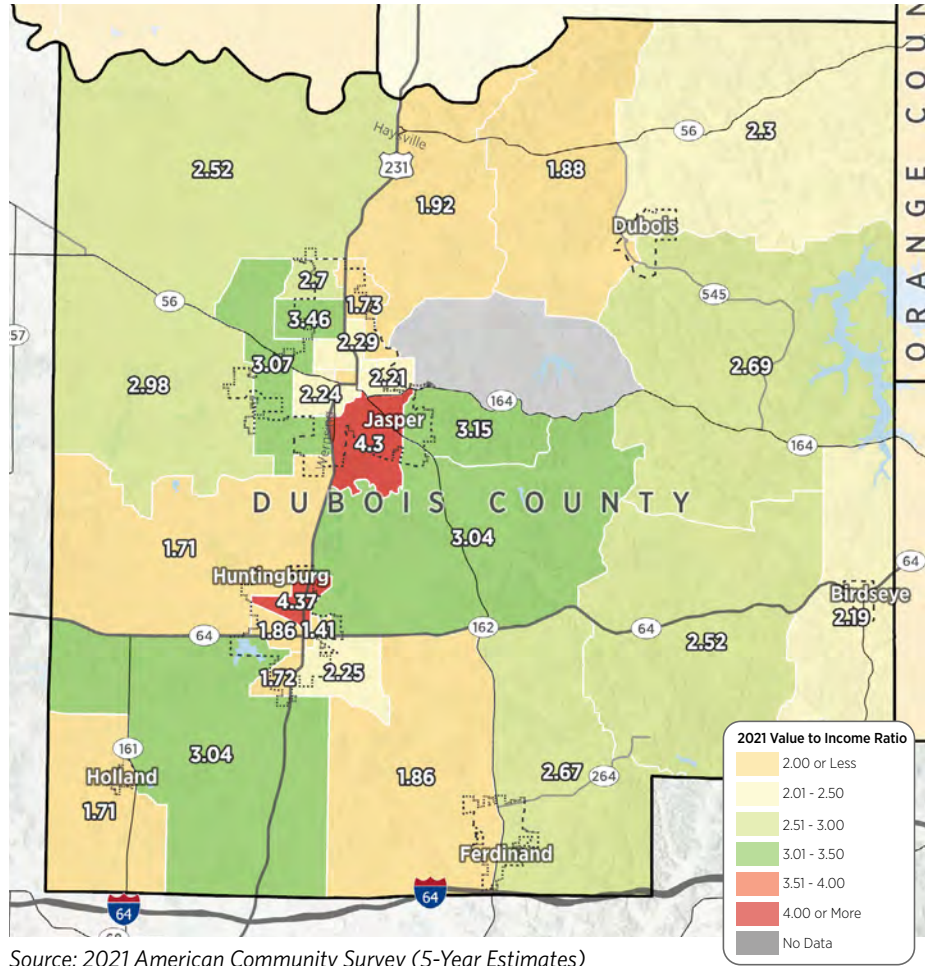 ORANGE COUN
Haysville
56
2.3
231
2.52
1.88
1.92
Dubois
2.7
545
56
1.73
3.46
57
2.29
3.07
2.69
2.98
2.21
2.24
164
Jasper
3.15
4.3
164
DUBOIS COUNTY
3.04
1.71
64
Huntingburg
Birdseye
4.37
2.19
64
1.86
1.41
162
64
2.52
1.72
2.25
161
3.04
Holland
1.86
2.67
264
1.71
Ferdinand
64
64
2021 Value to Income Ratio
2.00 or Less
2.01 - 2.50
2.51 - 3.00
3.01 - 3.50
3.51 - 4.00
4.00 or More
No Data
Source: 2021 American Community Survey (5-Year Estimates)